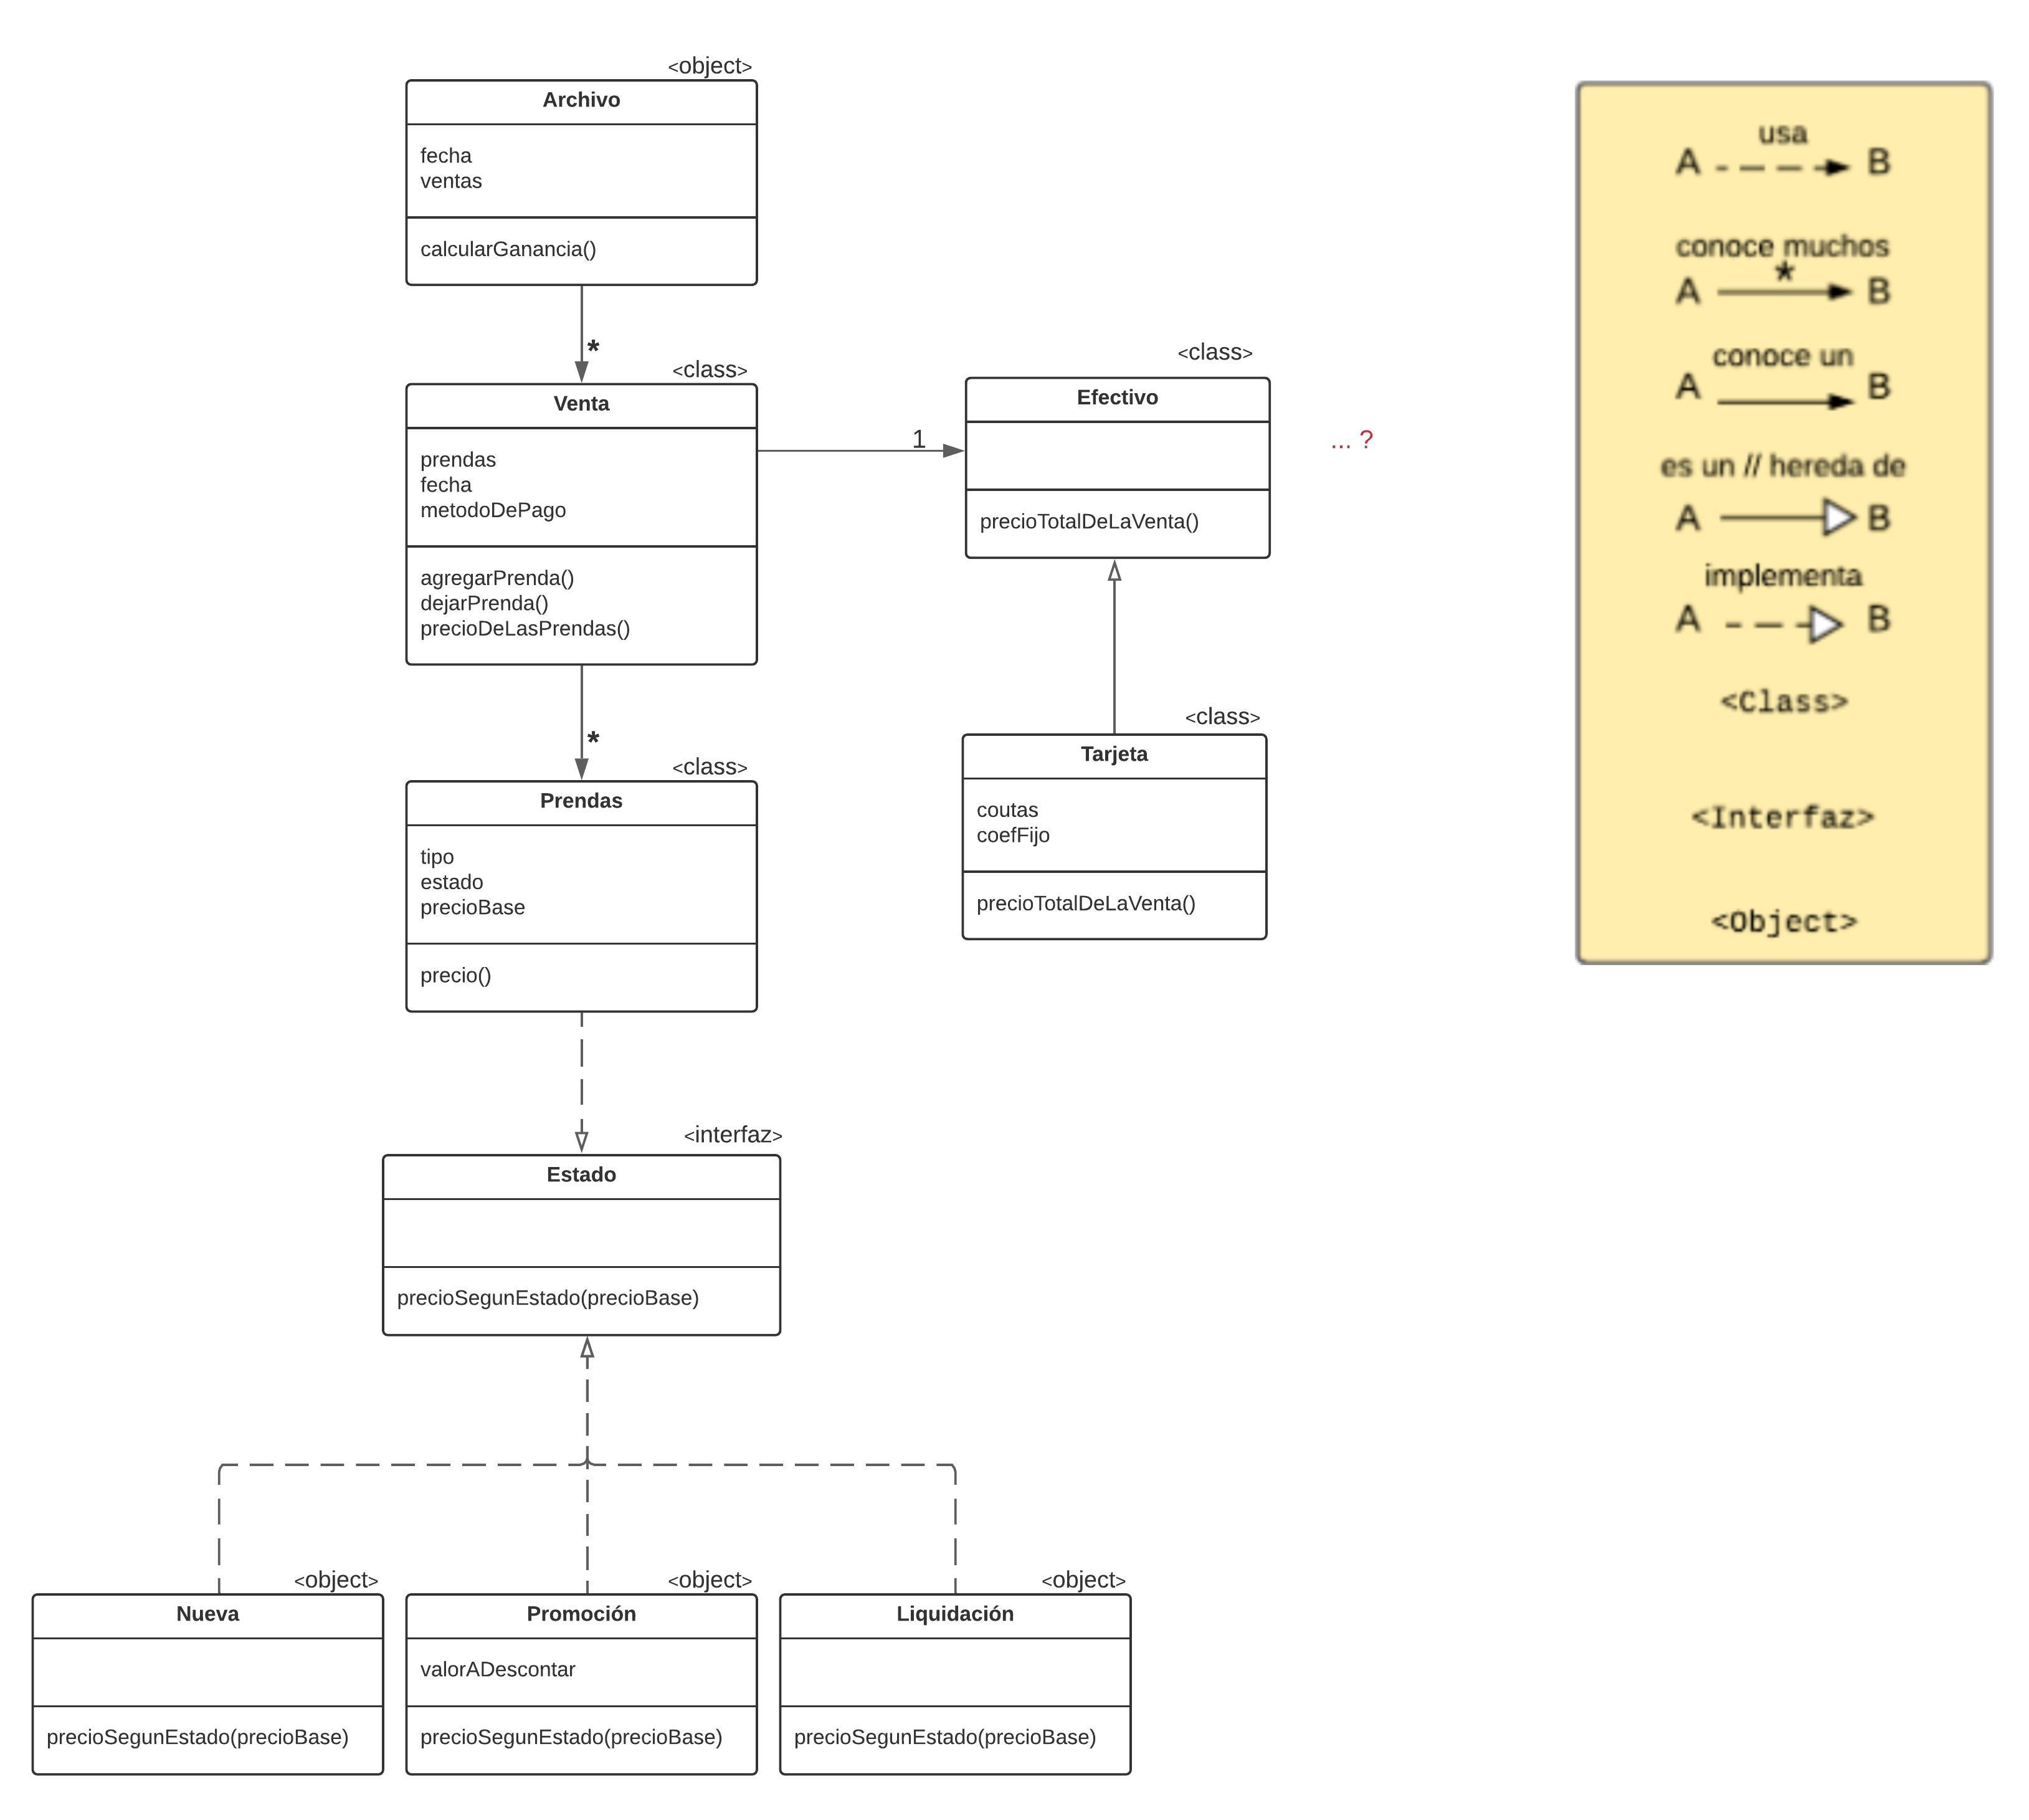 <object>
Archivo
fecha
ventas
calcularGanancia()
*
<class>
Venta
prendas
fecha
metodoDePago
agregarPrenda()
dejarPrenda()
precioDeLasPrendas()
1
<class>
Efectivo
precioTotalDeLaVenta()
... ?
<class>
Tarjeta
coutas
coefFijo
precioTotalDeLaVenta()
*
<class>
Prendas
tipo
estado
precioBase
precio()
<interfaz>
Estado
precioSegunEstado(precioBase)
<object>
Nueva
precioSegunEstado(precioBase)
<object>
Promoción
valorADescontar
precioSegunEstado(precioBase)
<object>
Liquidación
precioSegunEstado(precioBase)
usa
A B
conoce muchos
*
A B
conoce un
A B
es un // hereda de
A B
implementa
A B
<Class>
<Interfaz>
<Object>